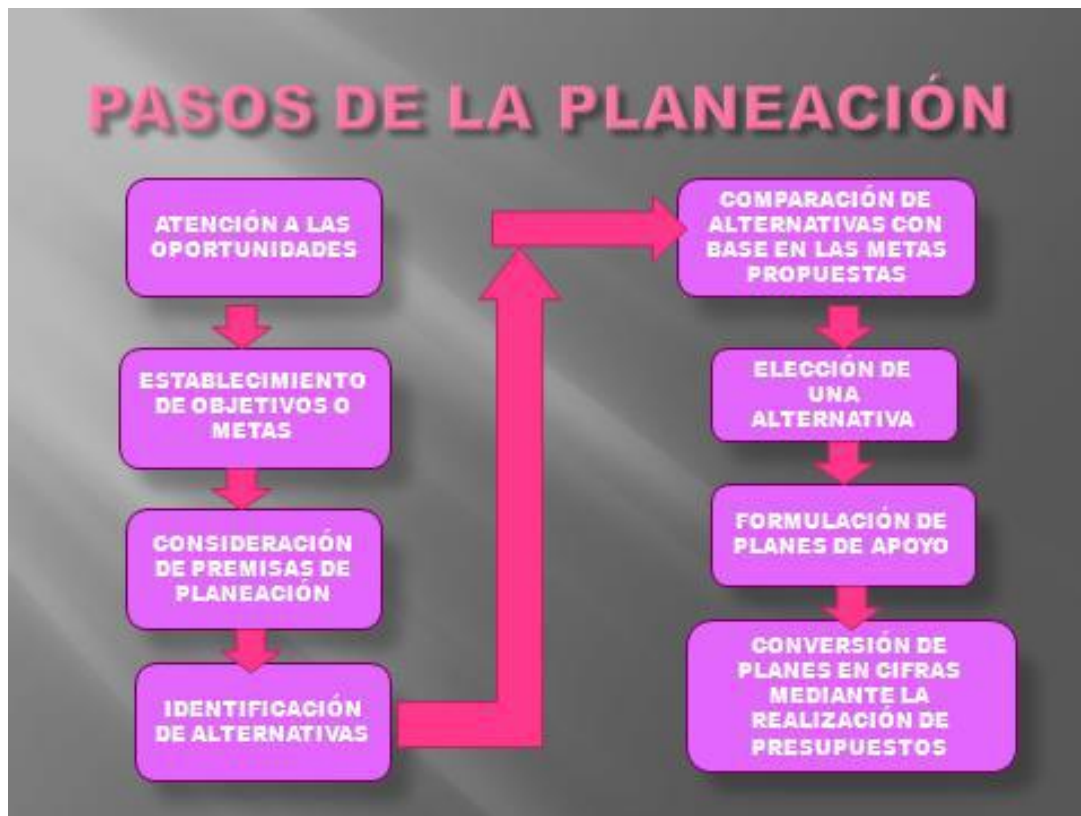 PASOS DE LA PLANEACIÓN
ATENCIÓN A LAS
OPORTUNIDADES
ESTABLECIMIENTO
DE OBJETIVOS O
METAS
CONSIDERACIÓN
DE PREMISAS DE
PLANEACIÓN
IDENTIFICACIÓN
DE ALTERNATIVAS
COMPARACIÓN DE
ALTERNATIVAS CON
BASE EN LAS METAS
PROPUESTAS
ELECCIÓN DE
UNA
ALTERNATIVA
FORMULACIÓN DE
PLANES DE APOYO
CONVERSIÓN DE
PLANES EN CIFRAS
MEDIANTE LA
REALIZACIÓN DE
PRESUPUESTOS